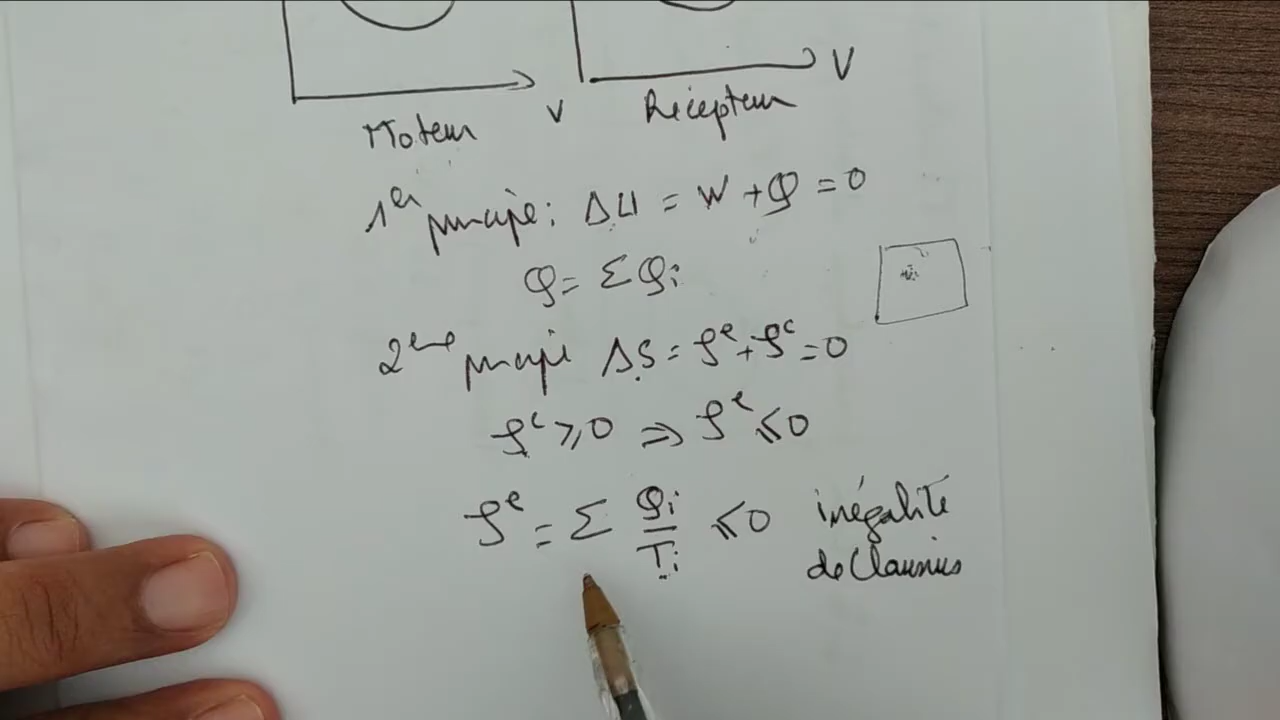 V
V
Moteur
Récepteur
1er principe : ΔU = W + Q = 0
Q = Σ Qi
2ème principe ΔS = Sᵉ + Sᶜ = 0
Sᶜ ⩾ 0 ⇒ Sᵉ ⩽ 0
Sᵉ = Σ Qi/Ti ⩽ 0 inégalité
de Clausius